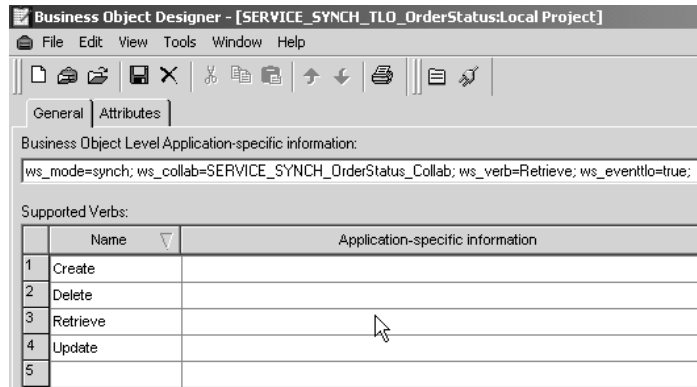 Business Object Designer - [SERVICE_SYNCH_TLO_OrderStatus:Local Project]
File Edit View Tools Window Help
General Attributes
Business Object Level Application-specific information:
ws_mode=synch; ws_collab=SERVICE_SYNCH_OrderStatus_Collab; ws_verb=Retrieve; ws_eventtlo=true;
Supported Verbs:
Name Application-specific information
1 Create
2 Delete
3 Retrieve
4 Update
5